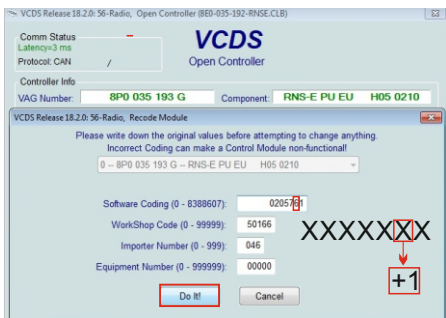 VCDS Release 18.2.0: 56-Radio, Open Controller (8E0-035-192-RNSE.CLB)
Comm Status
Latency=3 ms
Protocol: CAN /
VCDS
Open Controller
Controller Info
VAG Number: 8P0 035 193 G Component: RNS-E PU EU H05 0210
VCDS Release 18.2.0: 56-Radio, Recode Module
Please write down the original values before attempting to change anything.
Incorrect Coding can make a Control Module non-functional!
0 -- 8P0 035 193 G -- RNS-E PU EU H05 0210
Software Coding (0 - 8388607): 0205761
WorkShop Code (0 - 99999): 50166
Importer Number (0 - 999): 046
Equipment Number (0 - 999999): 00000
XXXXXXX
+1
Do It! Cancel